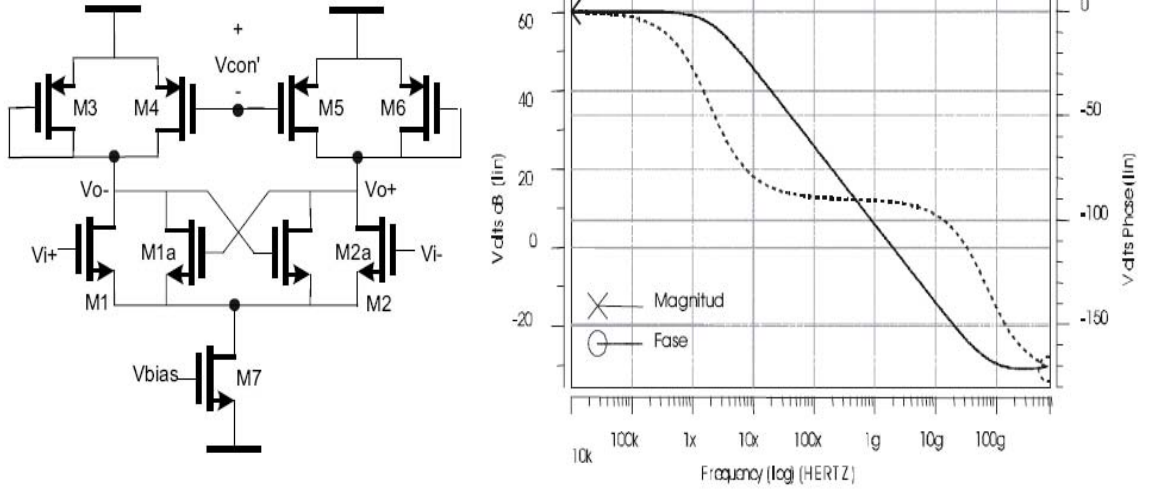 +
Vcon'
-
M3
M4
M5
M6
Vo-
Vo+
Vi+
M1a
M2a
Vi-
M1
M2
Vbias
M7
60
40
20
0
-20
Volts dB (lin)
0
-50
-100
-150
Volts Phase (lin)
Magnitud
Fase
10k
100k
1x
10x
100x
1g
10g
100g
Frequency (log) (HERTZ)